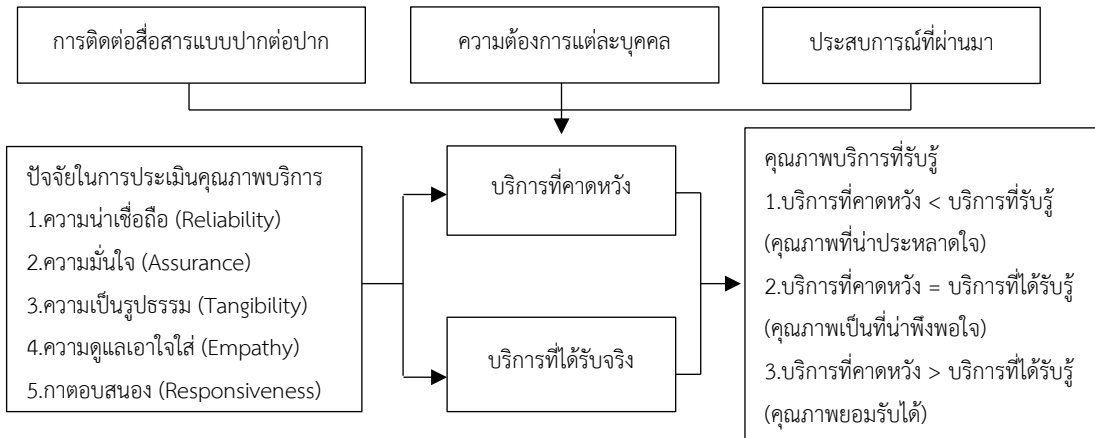 การติดต่อสื่อสารแบบปากต่อปาก
ความต้องการแต่ละบุคคล
ประสบการณ์ที่ผ่านมา
ปัจจัยในการประเมินคุณภาพบริการ
1.ความน่าเชื่อถือ (Reliability)
2.ความมั่นใจ (Assurance)
3.ความเป็นรูปธรรม (Tangibility)
4.ความดูแลเอาใจใส่ (Empathy)
5.กาตอบสนอง (Responsiveness)
บริการที่คาดหวัง
บริการที่ได้รับจริง
คุณภาพบริการที่รับรู้
1.บริการที่คาดหวัง < บริการที่รับรู้
(คุณภาพที่น่าประหลาดใจ)
2.บริการที่คาดหวัง = บริการที่ได้รับรู้
(คุณภาพเป็นที่น่าพึงพอใจ)
3.บริการที่คาดหวัง > บริการที่ได้รับรู้
(คุณภาพยอมรับได้)